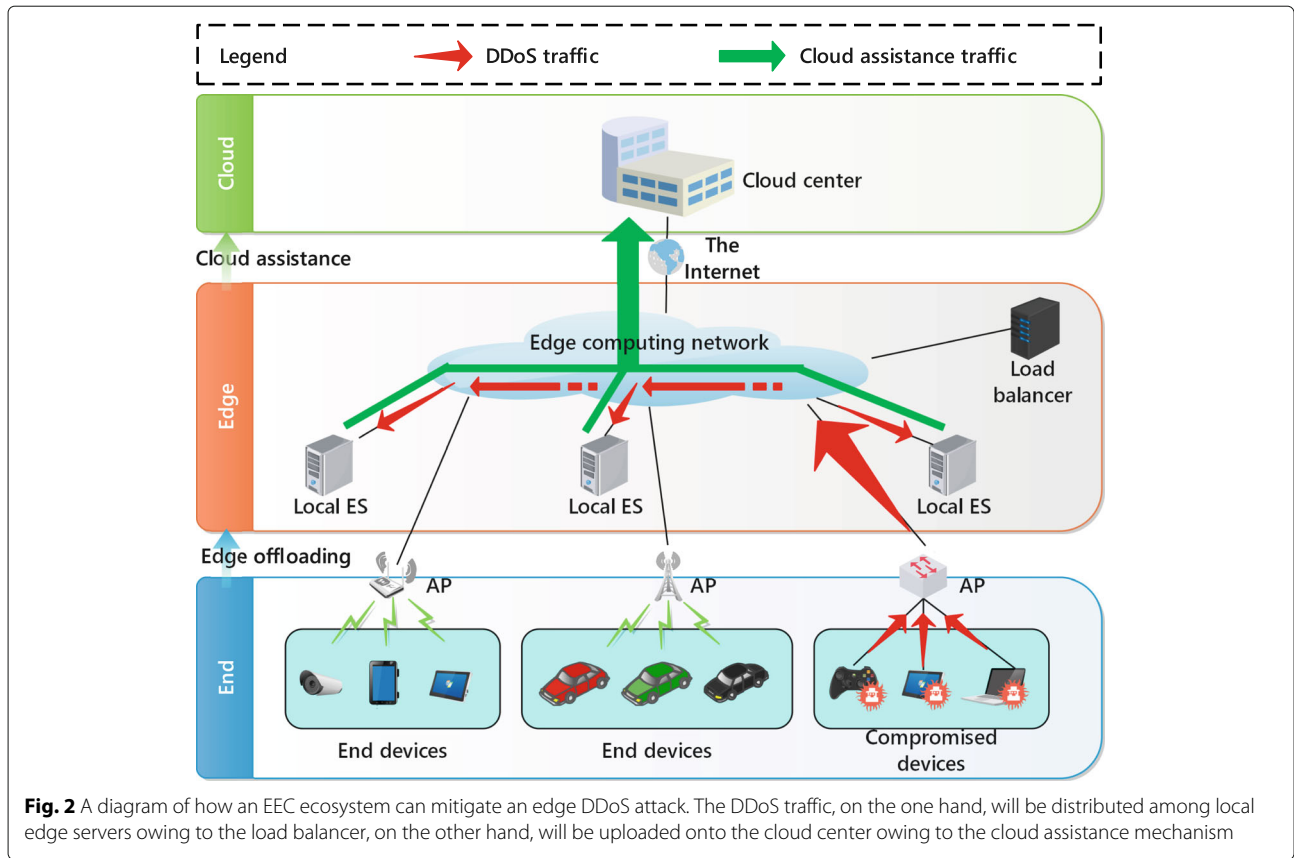 Legend
DDoS traffic
Cloud assistance traffic
Cloud
Cloud center
Cloud assistance
The
Internet
Edge
Edge computing network
Load
balancer
Local ES
Local ES
Local ES
Edge offloading
AP
AP
AP
End
End devices
End devices
Compromised
devices
Fig. 2 A diagram of how an EEC ecosystem can mitigate an edge DDoS attack. The DDoS traffic, on the one hand, will be distributed among local
edge servers owing to the load balancer, on the other hand, will be uploaded onto the cloud center owing to the cloud assistance mechanism